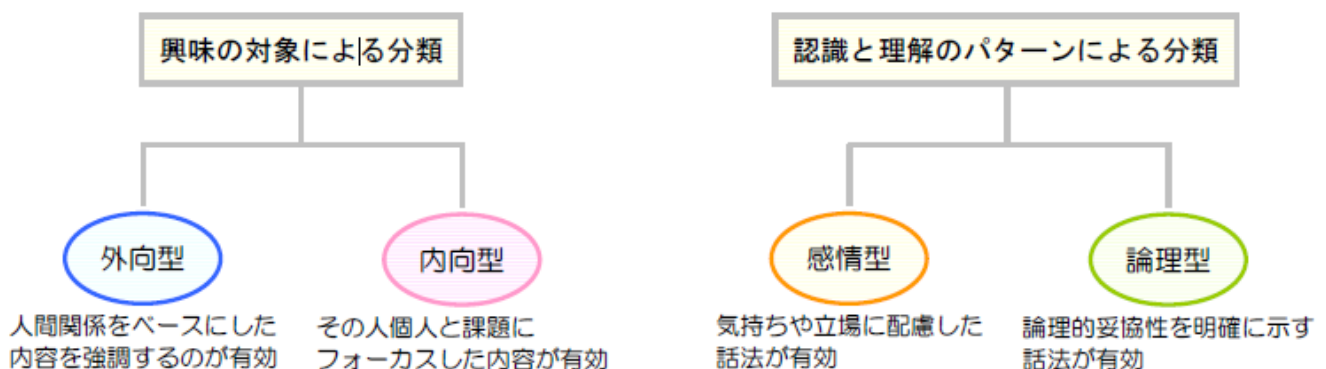 興味の対象による分類
認識と理解のパターンによる分類
外向型
内向型
感情型
論理型
人間関係をベースにした
内容を強調するのが有効
その人個人と課題に
フォーカスした内容が有効
気持ちや立場に配慮した
話法が有効
論理的妥協性を明確に示す
話法が有効